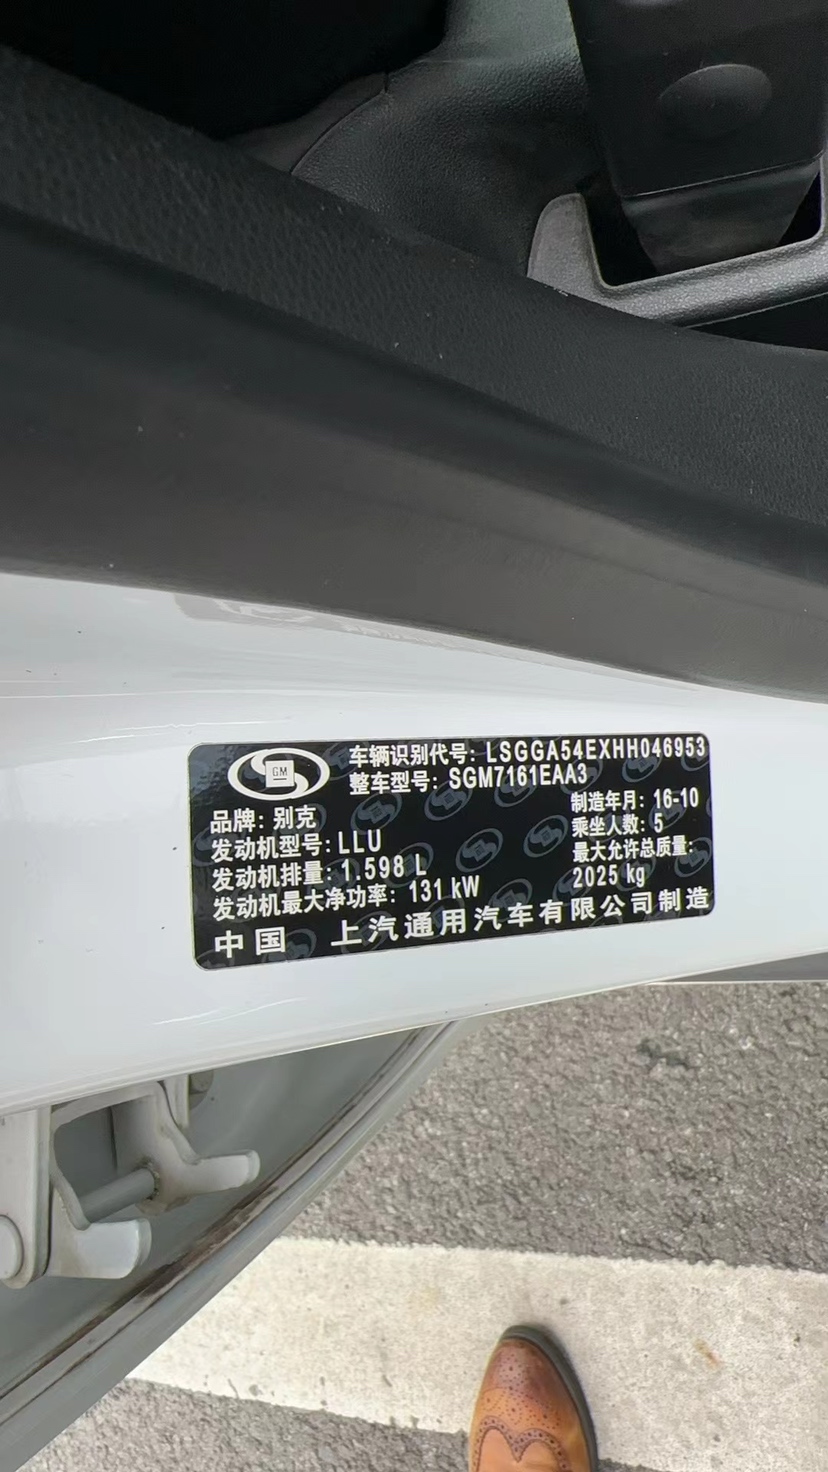 GM
车辆识别代号: LSGGA54EXHH046953
整车型号: SGM7161EAA3
品牌: 别克
制造年月: 16-10
发动机型号: LLU
乘坐人数: 5
发动机排量: 1.598 L
最大允许总质量:
2025 kg
发动机最大净功率: 131 kW
中国 上汽通用汽车有限公司制造